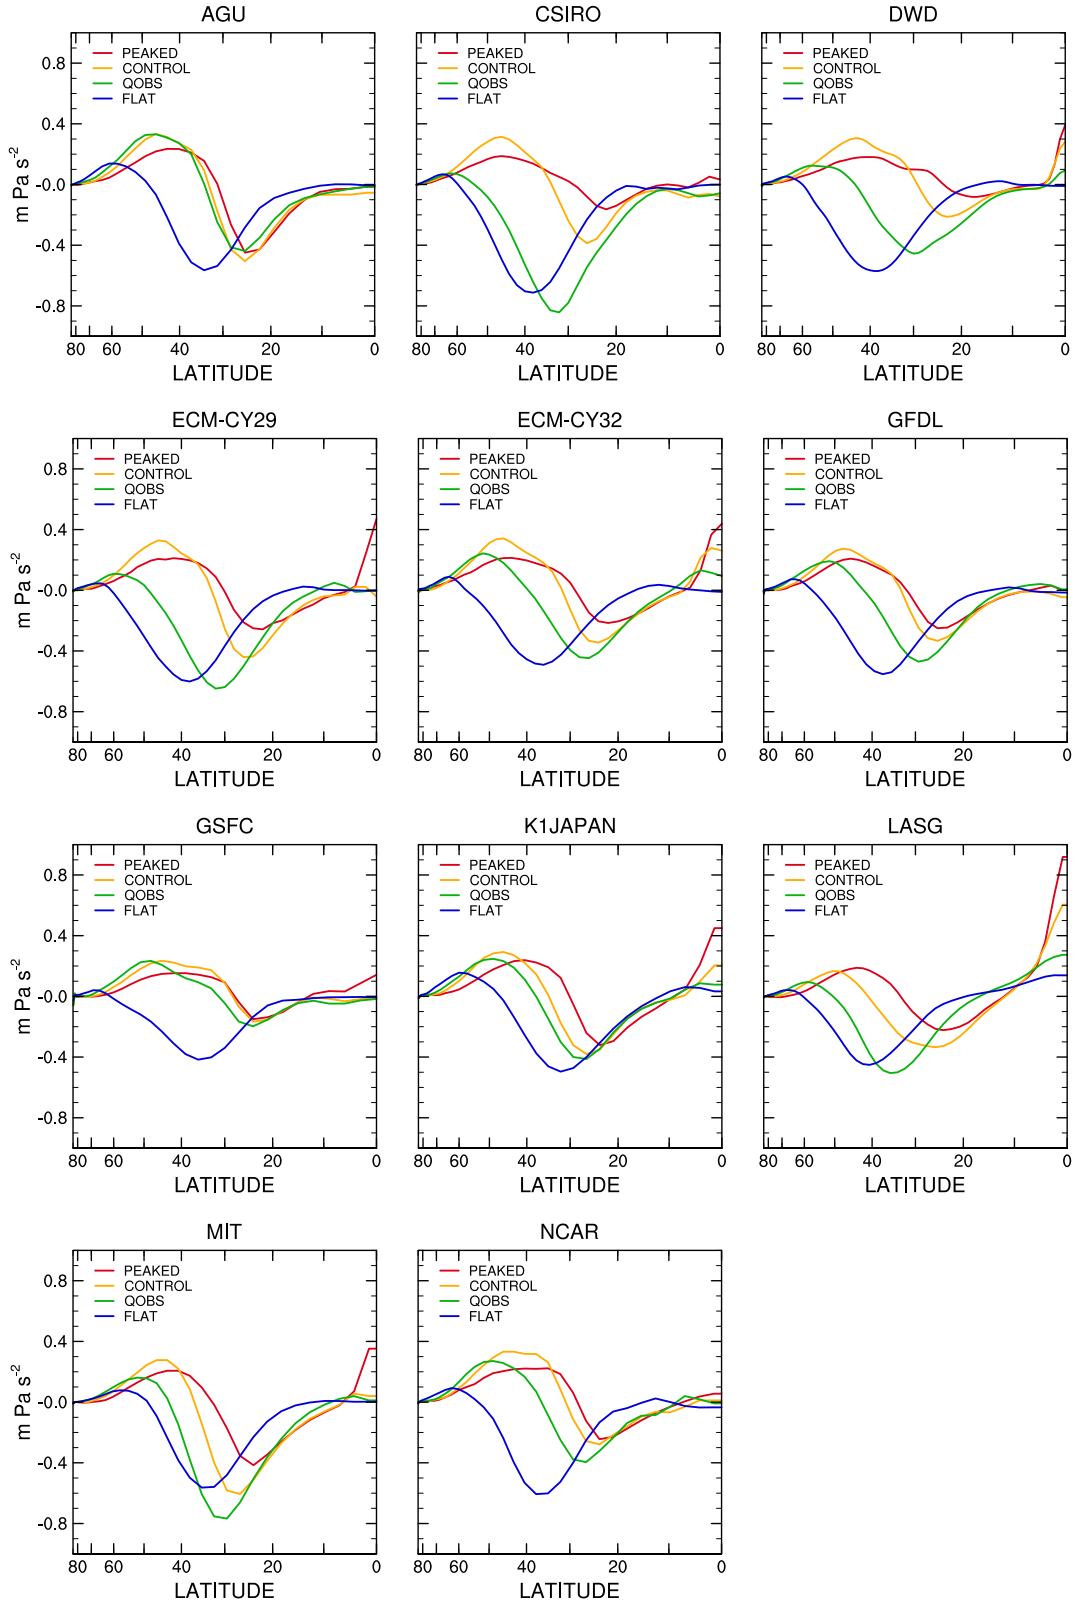 AGU CSIRO DWD
PEAKED PEAKED PEAKED
CONTROL CONTROL CONTROL
QOBS QOBS QOBS
FLAT FLAT FLAT
m Pa s-2
0.8
0.4
-0.0
-0.4
-0.8
80 60 40 20 0 80 60 40 20 0 80 60 40 20 0
LATITUDE LATITUDE LATITUDE
ECM-CY29 ECM-CY32 GFDL
PEAKED PEAKED PEAKED
CONTROL CONTROL CONTROL
QOBS QOBS QOBS
FLAT FLAT FLAT
m Pa s-2
0.8
0.4
-0.0
-0.4
-0.8
80 60 40 20 0 80 60 40 20 0 80 60 40 20 0
LATITUDE LATITUDE LATITUDE
GSFC K1JAPAN LASG
PEAKED PEAKED PEAKED
CONTROL CONTROL CONTROL
QOBS QOBS QOBS
FLAT FLAT FLAT
m Pa s-2
0.8
0.4
-0.0
-0.4
-0.8
80 60 40 20 0 80 60 40 20 0 80 60 40 20 0
LATITUDE LATITUDE LATITUDE
MIT NCAR
PEAKED PEAKED
CONTROL CONTROL
QOBS QOBS
FLAT FLAT
m Pa s-2
0.8
0.4
-0.0
-0.4
-0.8
80 60 40 20 0 80 60 40 20 0
LATITUDE LATITUDE